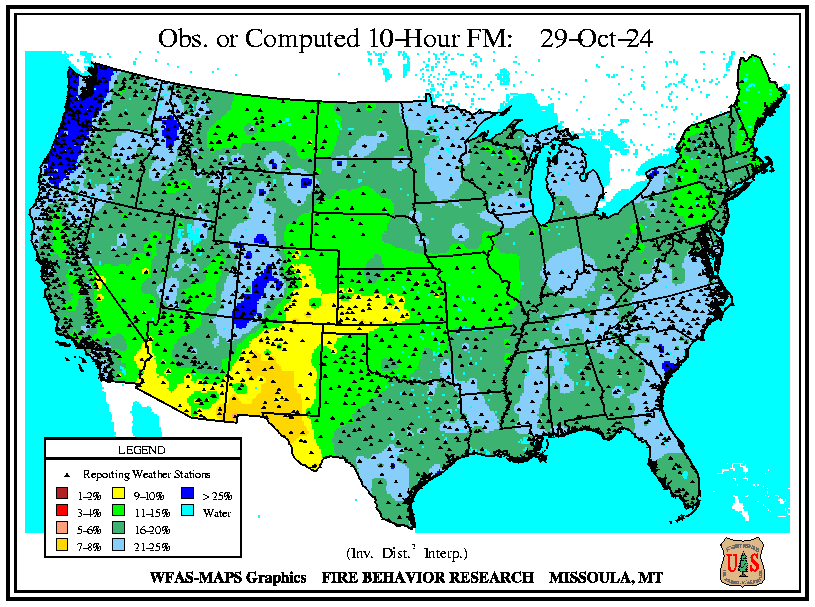 Obs. or Computed 10-Hour FM: 29-Oct-24
LEGEND
Reporting Weather Stations
1-2% 9-10% > 25%
3-4% 11-15% Water
5-6% 16-20%
7-8% 21-25%
(Inv. Dist.² Interp.)
WFAS-MAPS Graphics FIRE BEHAVIOR RESEARCH MISSOULA, MT
U S